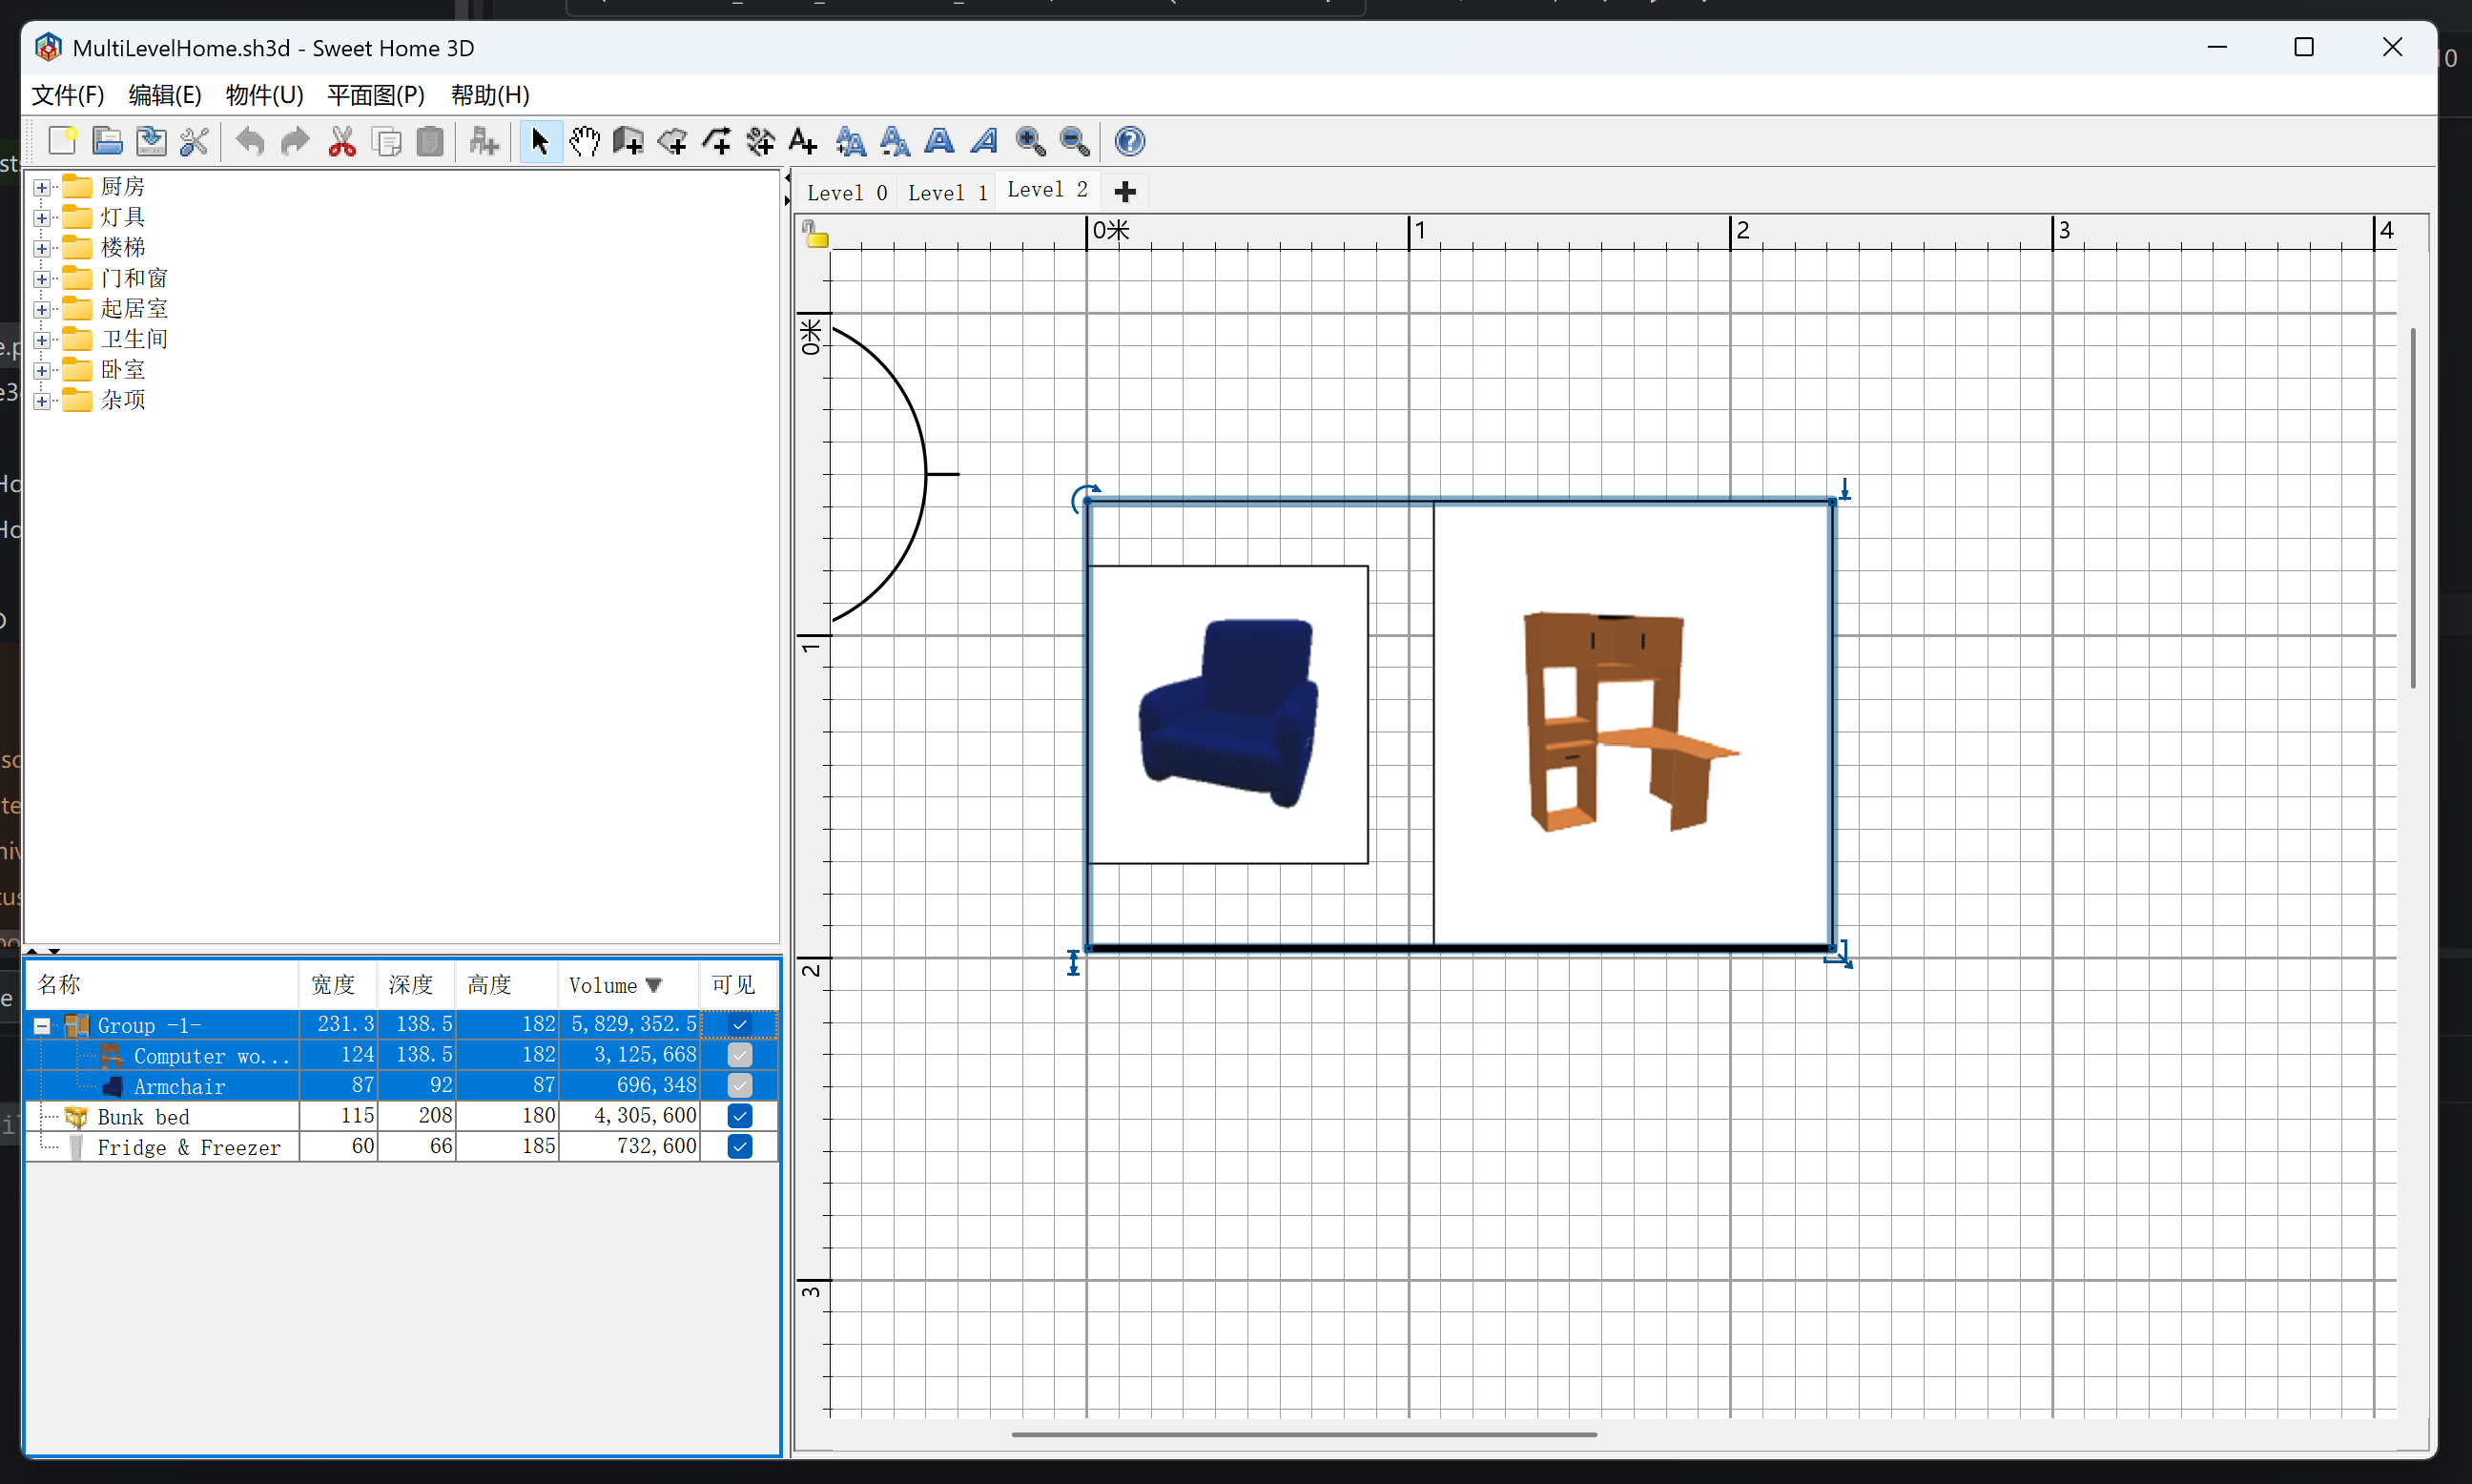 MultiLevelHome.sh3d - Sweet Home 3D
文件(F) 编辑(E) 物件(U) 平面图(P) 帮助(H)
厨房
灯具
楼梯
门和窗
起居室
卫生间
卧室
杂项
Level 0 Level 1 Level 2
0米 1 2 3 4
0米
1
2
3
名称 宽度 深度 高度 Volume 可见
Group -1- 231.3 138.5 182 5,829,352.5
Computer wo... 124 138.5 182 3,125,668
Armchair 87 92 87 696,348
Bunk bed 115 208 180 4,305,600
Fridge & Freezer 60 66 185 732,600